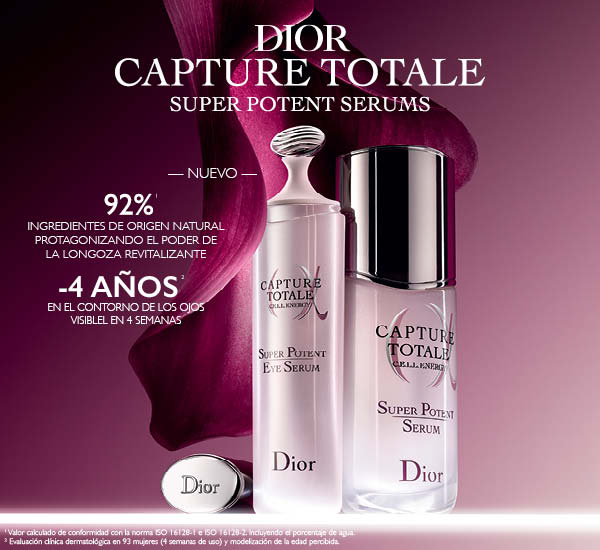 DIOR
CAPTURE TOTALE
SUPER POTENT SERUMS
— NUEVO —
92%¹
INGREDIENTES DE ORIGEN NATURAL
PROTAGONIZANDO EL PODER DE
LA LONGOZA REVITALIZANTE
-4 AÑOS²
EN EL CONTORNO DE LOS OJOS
VISIBLEL EN 4 SEMANAS
CAPTURE
TOTALE
C.E.L.L. ENERGY
SUPER POTENT
EYE SERUM
Dior
CAPTURE
TOTALE
C.E.L.L. ENERGY
SUPER POTENT
SERUM
Dior
Dior
¹ Valor calculado de conformidad con la norma ISO 16128-1 e ISO 16128-2. Incluyendo el porcentaje de agua.
³ Evaluación clínica dermatológica en 93 mujeres (4 semanas de uso) y modelización de la edad percibida.